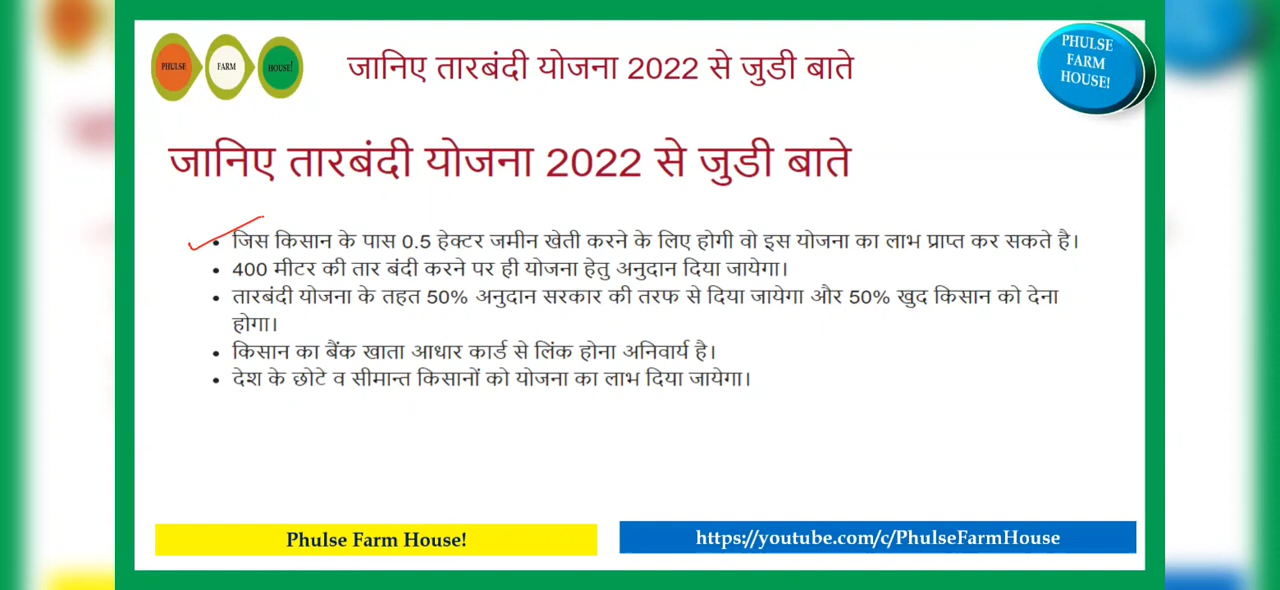 PHULSE FARM HOUSE!
जानिए तारबंदी योजना 2022 से जुडी बाते
PHULSE
FARM
HOUSE!
जानिए तारबंदी योजना 2022 से जुडी बाते
• जिस किसान के पास 0.5 हेक्टर जमीन खेती करने के लिए होगी वो इस योजना का लाभ प्राप्त कर सकते है।
• 400 मीटर की तार बंदी करने पर ही योजना हेतु अनुदान दिया जायेगा।
• तारबंदी योजना के तहत 50% अनुदान सरकार की तरफ से दिया जायेगा और 50% खुद किसान को देना
होगा।
• किसान का बैंक खाता आधार कार्ड से लिंक होना अनिवार्य है।
• देश के छोटे व सीमान्त किसानों को योजना का लाभ दिया जायेगा।
Phulse Farm House!
https://youtube.com/c/PhulseFarmHouse